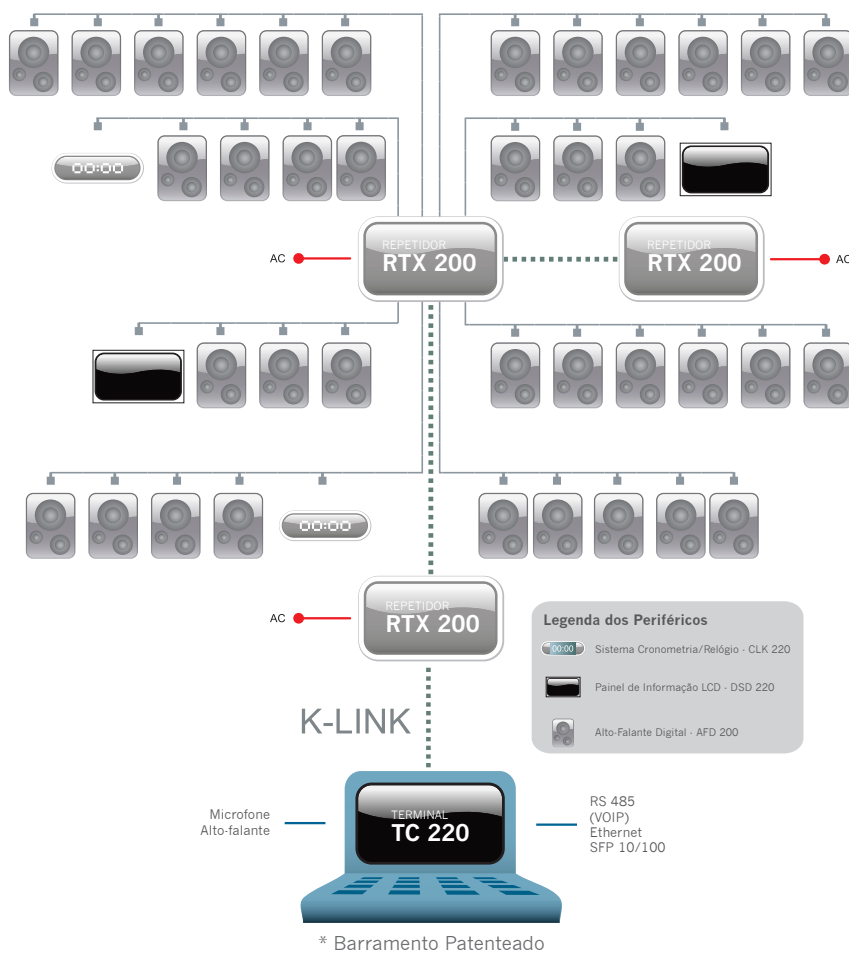 00:00
REPETIDOR
RTX 200
REPETIDOR
RTX 200
AC
AC
00:00
REPETIDOR
RTX 200
AC
Legenda dos Periféricos
00:00
Sistema Cronometria/Relógio - CLK 220
Painel de Informação LCD - DSD 220
Alto-Falante Digital - AFD 200
K-LINK
Microfone
Alto-falante
TERMINAL
TC 220
RS 485
(VOIP)
Ethernet
SFP 10/100
* Barramento Patenteado